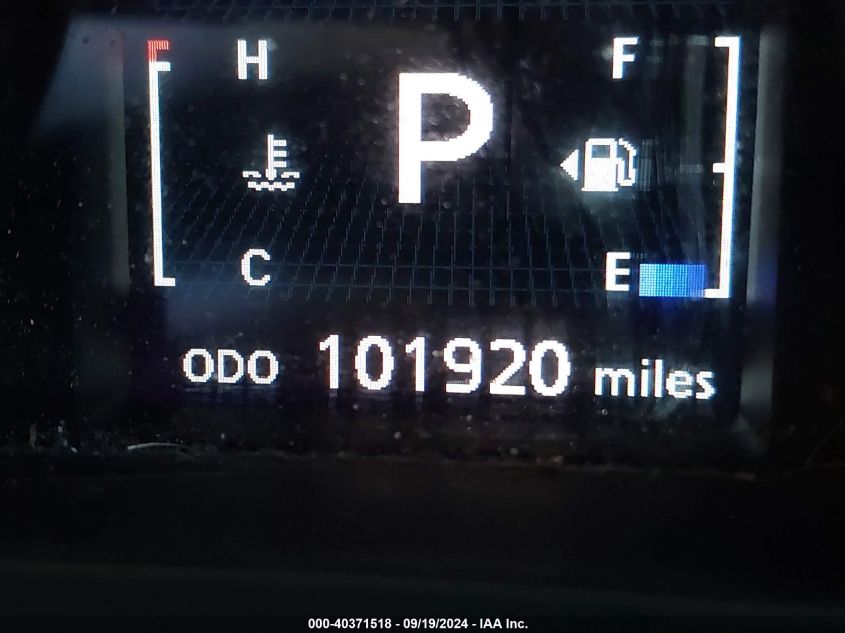 H P F
C E
ODO 101920 miles
000-40371518 - 09/19/2024 - IAA Inc.